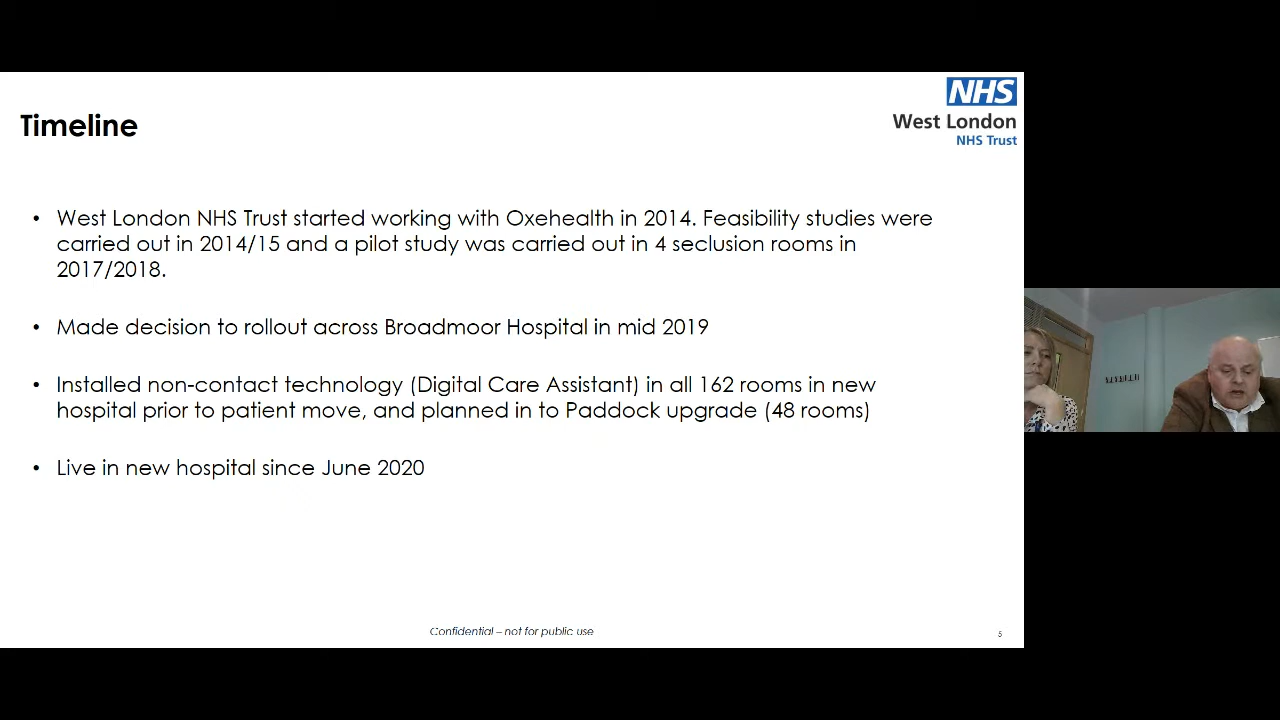 NHS
West London
NHS Trust
Timeline
• West London NHS Trust started working with Oxehealth in 2014. Feasibility studies were
carried out in 2014/15 and a pilot study was carried out in 4 seclusion rooms in
2017/2018.
• Made decision to rollout across Broadmoor Hospital in mid 2019
• Installed non-contact technology (Digital Care Assistant) in all 162 rooms in new
hospital prior to patient move, and planned in to Paddock upgrade (48 rooms)
• Live in new hospital since June 2020
Confidential – not for public use
5